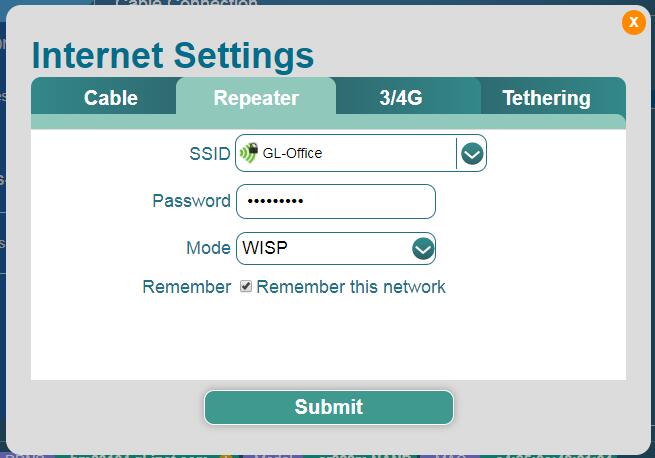 Cable Connection
X
Internet Settings
Cable Repeater 3/4G Tethering
SSID GL-Office
Password •••••••••
Mode WISP
Remember Remember this network
Submit